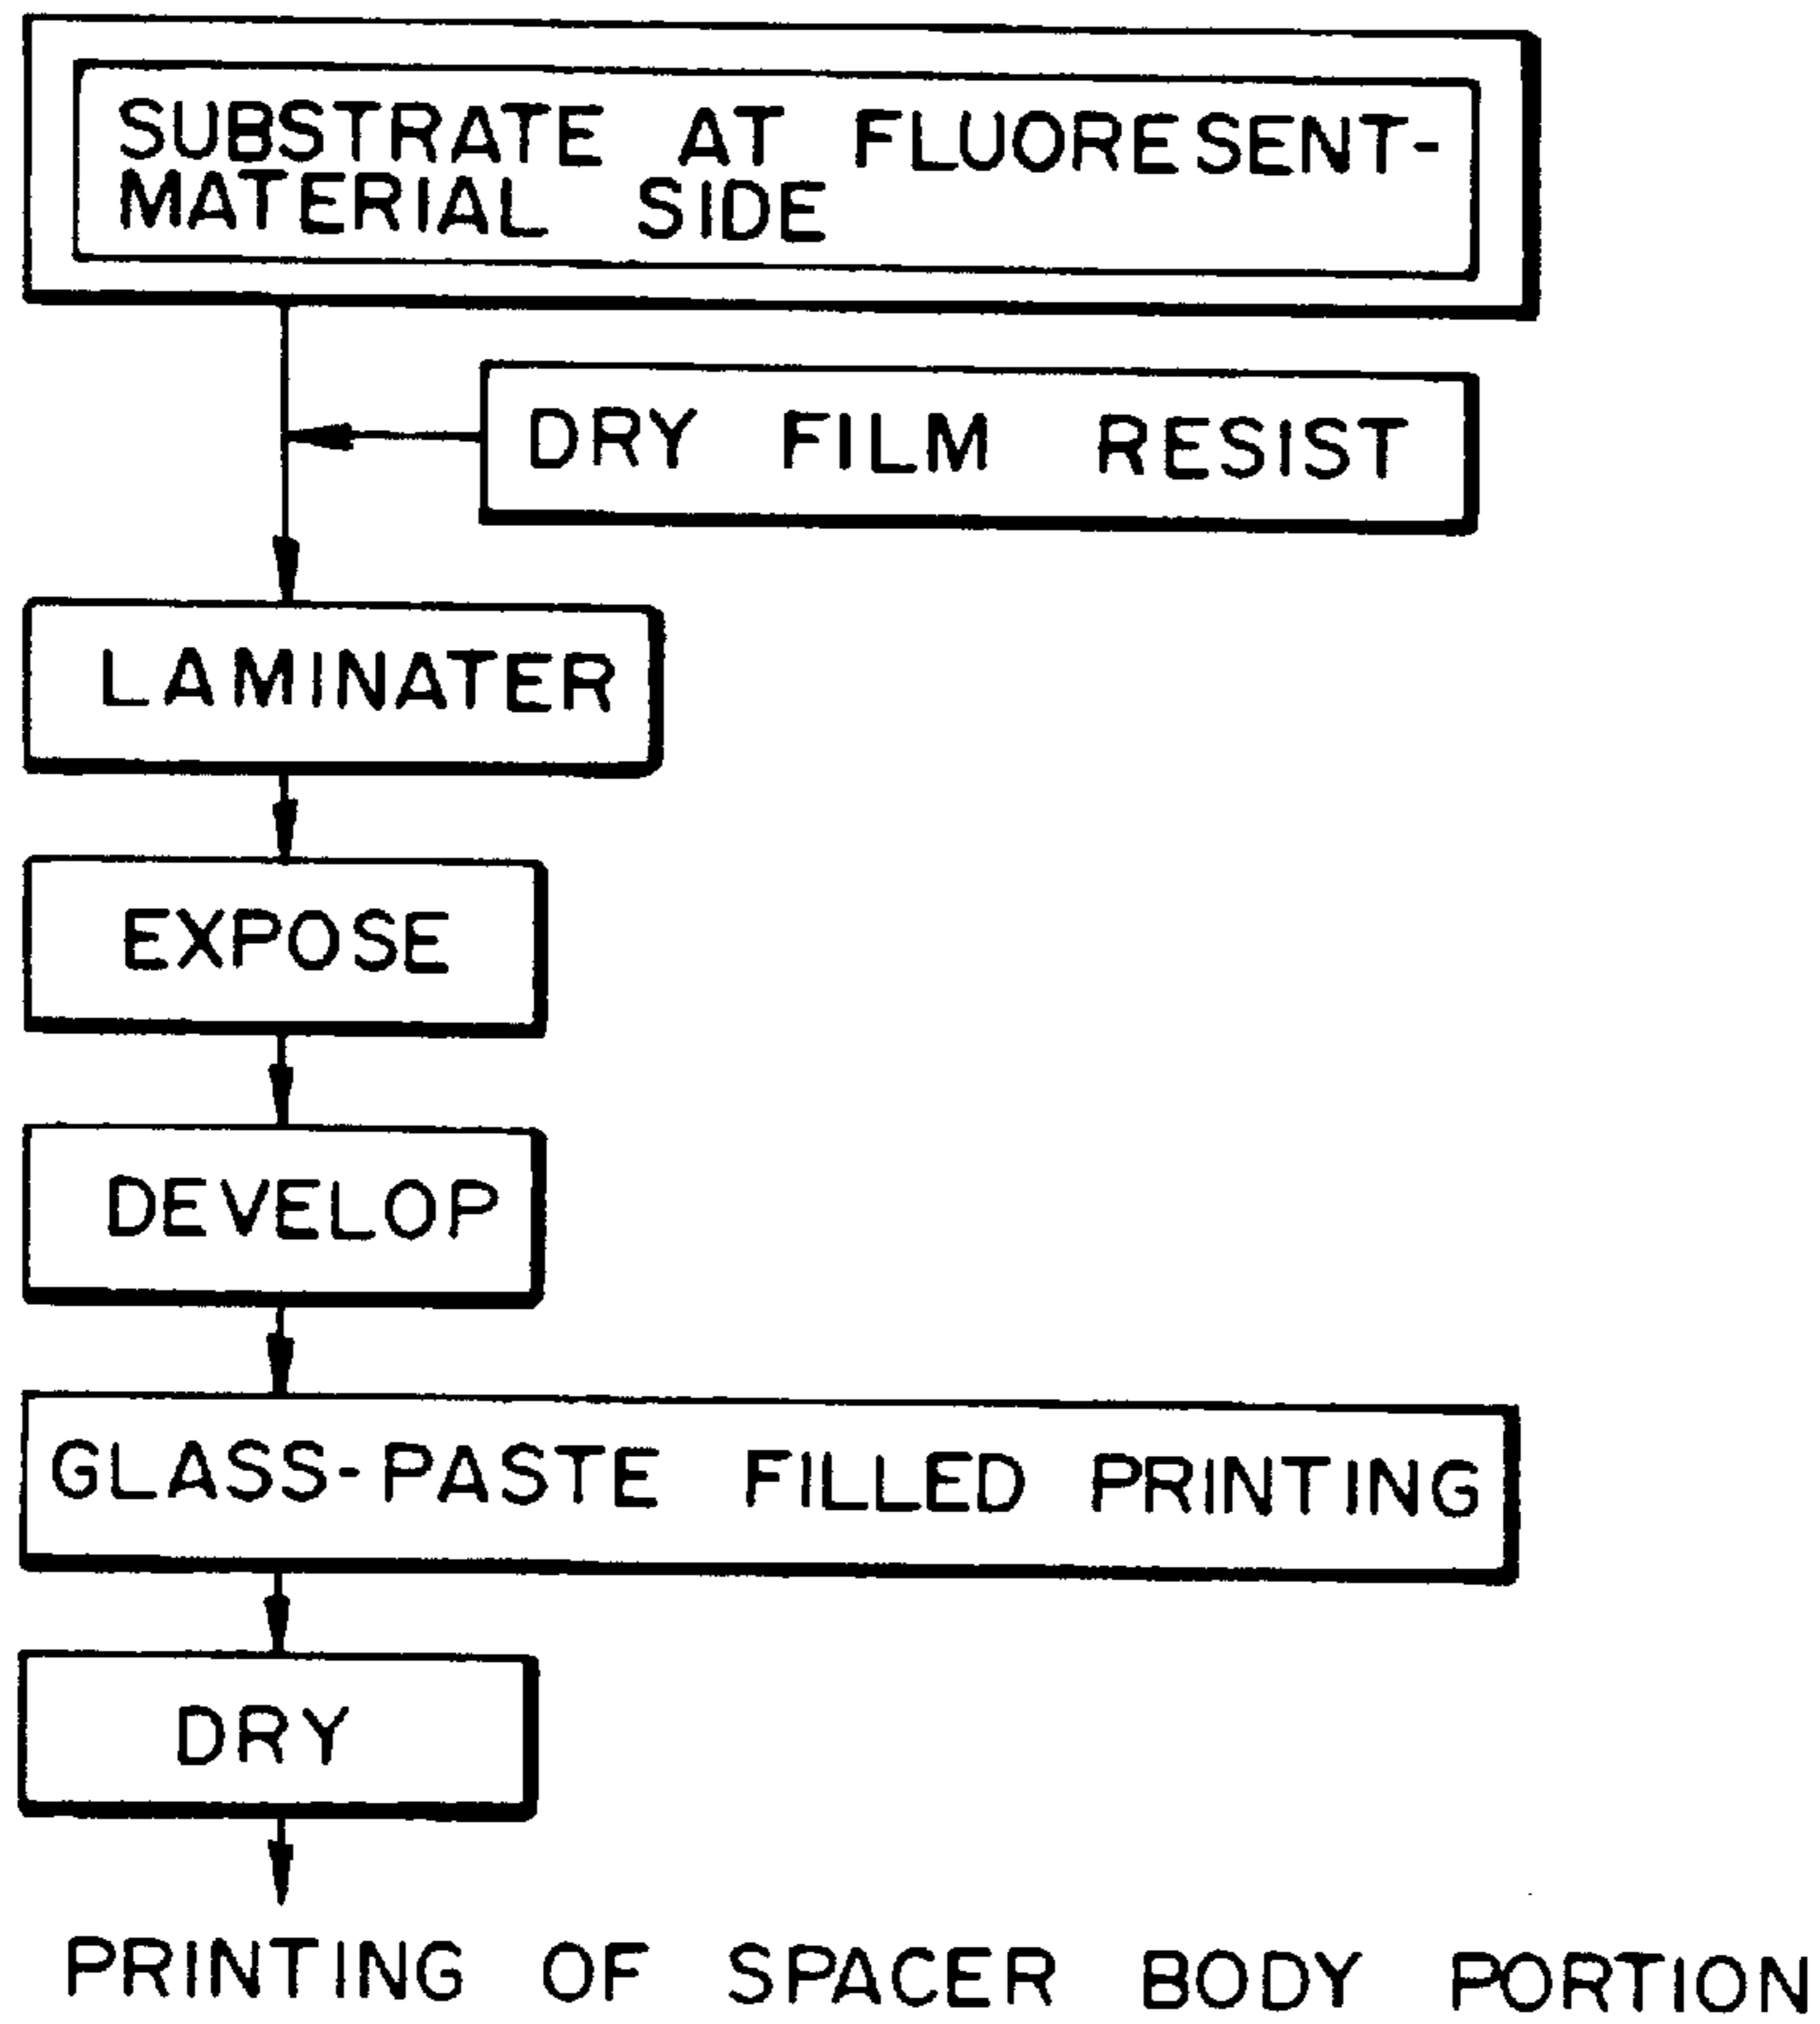 SUBSTRATE AT FLUORESENT-
MATERIAL SIDE
DRY FILM RESIST
LAMINATER
EXPOSE
DEVELOP
GLASS-PASTE FILLED PRINTING
DRY
PRINTING OF SPACER BODY PORTION